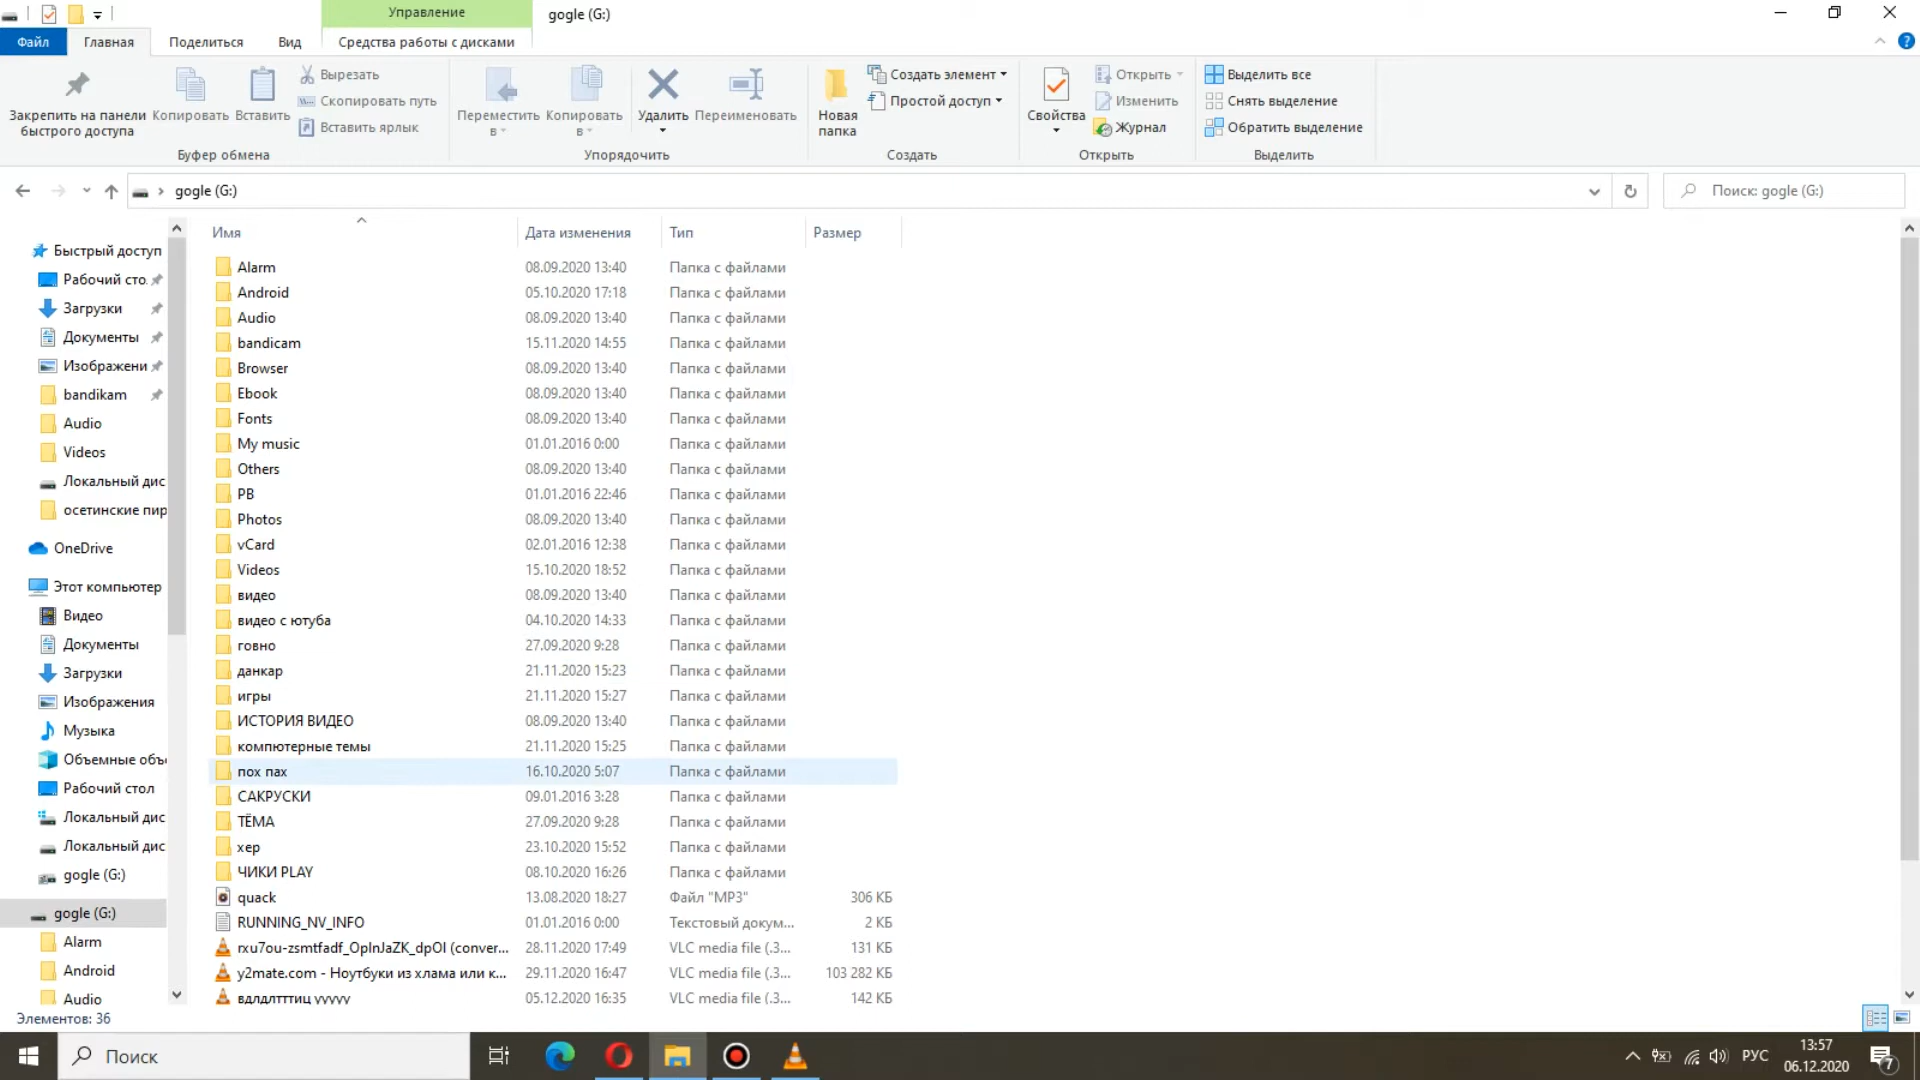 Управление
gogle (G:)
Файл
Главная
Поделиться
Вид
Средства работы с дисками
Закрепить на панели быстрого доступа
Копировать
Вставить
Вырезать
Скопировать путь
Вставить ярлык
Буфер обмена
Переместить в
Копировать в
Удалить
Переименовать
Упорядочить
Новая папка
Создать элемент
Простой доступ
Создать
Свойства
Открыть
Изменить
Журнал
Открыть
Выделить все
Снять выделение
Обратить выделение
Выделить
gogle (G:)
Поиск: gogle (G:)
Быстрый доступ
Рабочий сто
Загрузки
Документы
Изображени
bandikam
Audio
Videos
Локальный дис
осетинские пир
OneDrive
Этот компьютер
Видео
Документы
Загрузки
Изображения
Музыка
Объемные объ
Рабочий стол
Локальный дис
Локальный дис
gogle (G:)
gogle (G:)
Alarm
Android
Audio
Имя Дата изменения Тип Размер
Alarm 08.09.2020 13:40 Папка с файлами
Android 05.10.2020 17:18 Папка с файлами
Audio 08.09.2020 13:40 Папка с файлами
bandicam 15.11.2020 14:55 Папка с файлами
Browser 08.09.2020 13:40 Папка с файлами
Ebook 08.09.2020 13:40 Папка с файлами
Fonts 08.09.2020 13:40 Папка с файлами
My music 01.01.2016 0:00 Папка с файлами
Others 08.09.2020 13:40 Папка с файлами
PB 01.01.2016 22:46 Папка с файлами
Photos 08.09.2020 13:40 Папка с файлами
vCard 02.01.2016 12:38 Папка с файлами
Videos 15.10.2020 18:52 Папка с файлами
видео 08.09.2020 13:40 Папка с файлами
видео с ютуба 04.10.2020 14:33 Папка с файлами
говно 27.09.2020 9:28 Папка с файлами
данкар 21.11.2020 15:23 Папка с файлами
игры 21.11.2020 15:27 Папка с файлами
ИСТОРИЯ ВИДЕО 08.09.2020 13:40 Папка с файлами
компютерные темы 21.11.2020 15:25 Папка с файлами
пох пах 16.10.2020 5:07 Папка с файлами
САКРУСКИ 09.01.2016 3:28 Папка с файлами
ТЁМА 27.09.2020 9:28 Папка с файлами
хер 23.10.2020 15:52 Папка с файлами
ЧИКИ PLAY 08.10.2020 16:26 Папка с файлами
quack 13.08.2020 18:27 Файл "MP3" 306 КБ
RUNNING_NV_INFO 01.01.2016 0:00 Текстовый докум... 2 КБ
rxu7ou-zsmtfadf_OpInJaZK_dpOI (conver... 28.11.2020 17:49 VLC media file (.3... 131 КБ
y2mate.com - Ноутбуки из хлама или к... 29.11.2020 16:47 VLC media file (.3... 103 282 КБ
вдлдлтттиц vvvvv 05.12.2020 16:35 VLC media file (.3... 142 КБ
Элементов: 36
Поиск
РУС
13:57
06.12.2020
7